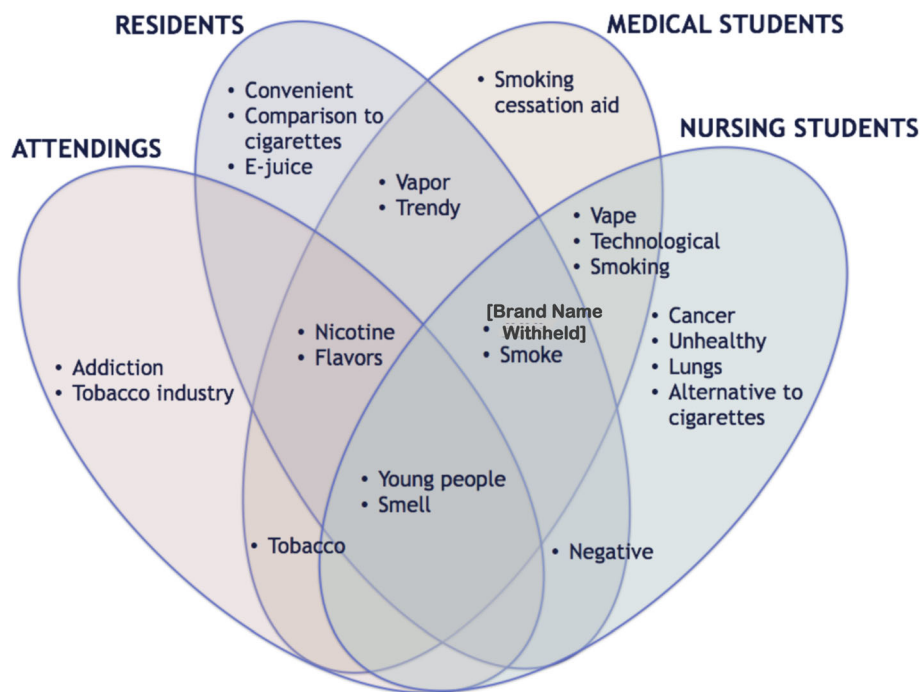 RESIDENTS
MEDICAL STUDENTS
ATTENDINGS
NURSING STUDENTS
• Convenient
• Comparison to
cigarettes
• E-juice
• Smoking
cessation aid
• Vapor
• Trendy
• Vape
• Technological
• Smoking
• Nicotine
• Flavors
• [Brand Name
Withheld]
• Smoke
• Cancer
• Unhealthy
• Lungs
• Alternative to
cigarettes
• Addiction
• Tobacco industry
• Young people
• Smell
• Tobacco
• Negative